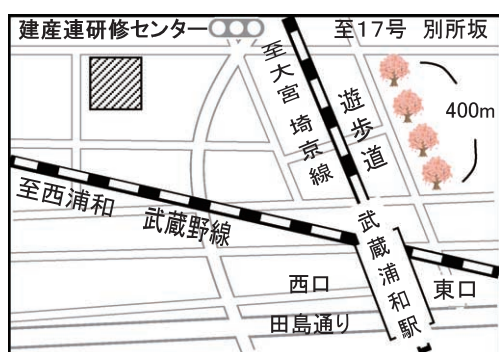 建産連研修センター
至17号 別所坂
至大宮 埼京線
遊歩道
400m
至西浦和
武蔵野線
武蔵浦和駅
西口
東口
田島通り